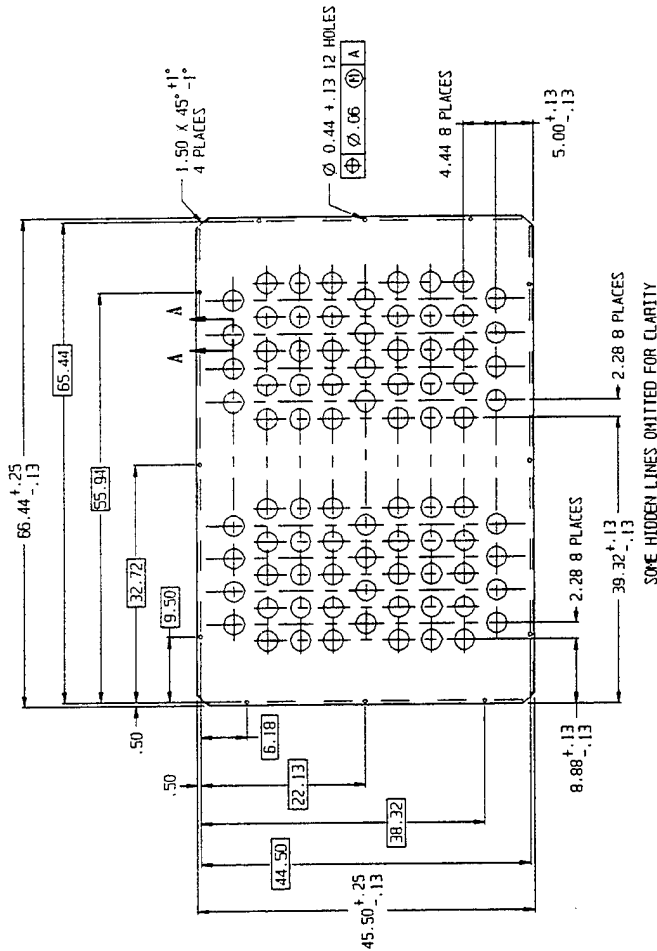 66.44 +.25 -.13
65.44
55.94
32.72
9.50
.50
1.50 X 45° +1° -1°
4 PLACES
A
A
Ø 0.44 +.13 12 HOLES
⌖ Ø.06 Ⓜ A
4.44 8 PLACES
5.00 +.13 -.13
.50
6.18
22.13
38.32
44.50
45.50 +.25 -.13
8.88 +.13 -.13
2.28 8 PLACES
39.32 +.13 -.13
2.28 8 PLACES
SOME HIDDEN LINES OMITTED FOR CLARITY